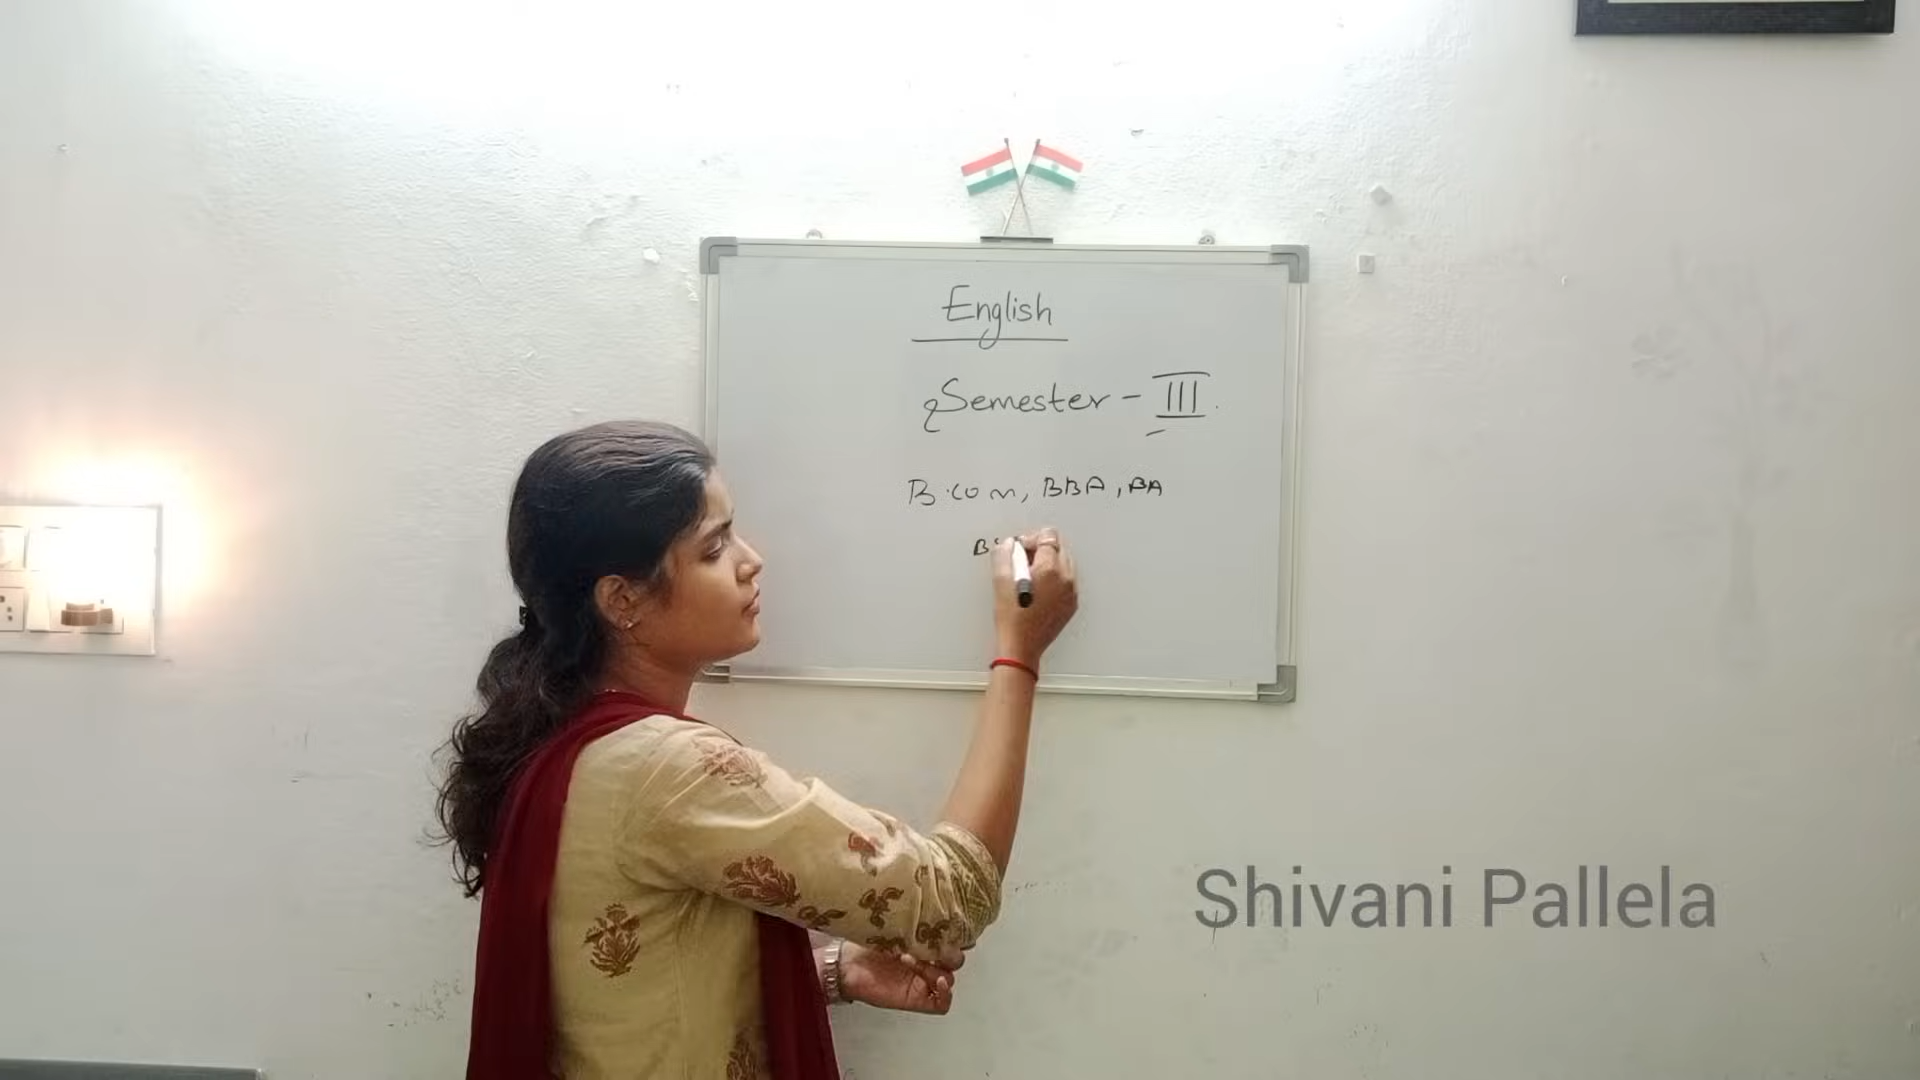 English
Semester - III.
B.com, BBA, BA
Shivani Pallela